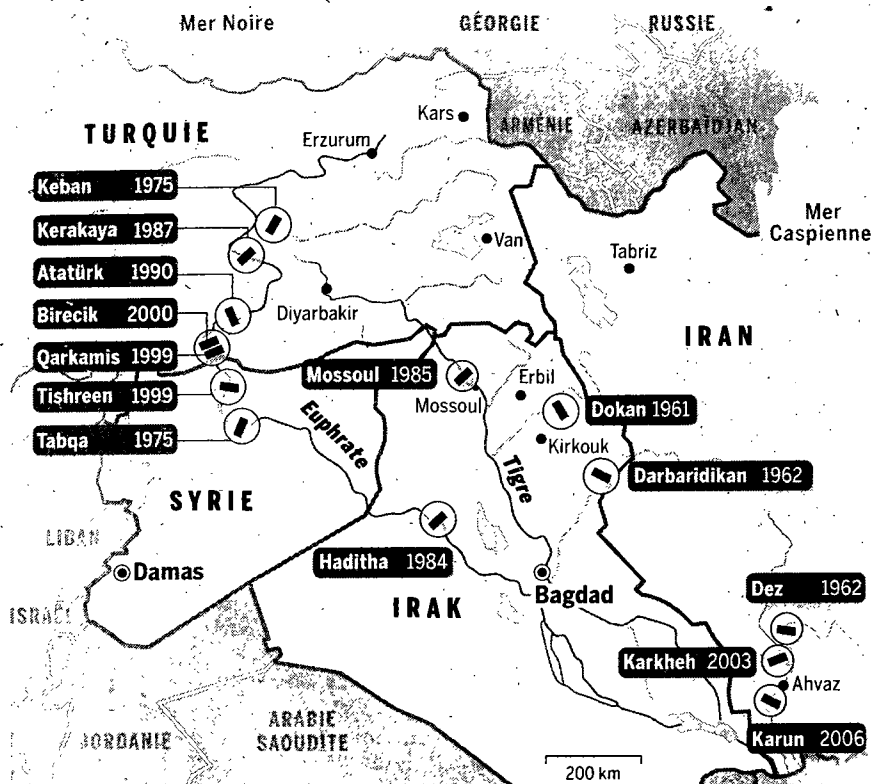 Mer Noire
GÉORGIE
RUSSIE
Kars
ARMÉNIE
AZERBAÏDJAN
TURQUIE
Erzurum
Keban 1975
Mer
Caspienne
Kerakaya 1987
Van
Tabriz
Atatürk 1990
Birecik 2000
Diyarbakir
IRAN
Qarkamis 1999
Mossoul 1985
Erbil
Tishreen 1999
Mossoul
Dokan 1961
Tabqa 1975
Euphrate
Kirkouk
Tigre
Darbaridikan 1962
SYRIE
LIBAN
Haditha 1984
Damas
Bagdad
Dez 1962
ISRAËL
IRAK
Karkheh 2003
Ahvaz
JORDANIE
ARABIE
SAOUDITE
Karun 2006
200 km